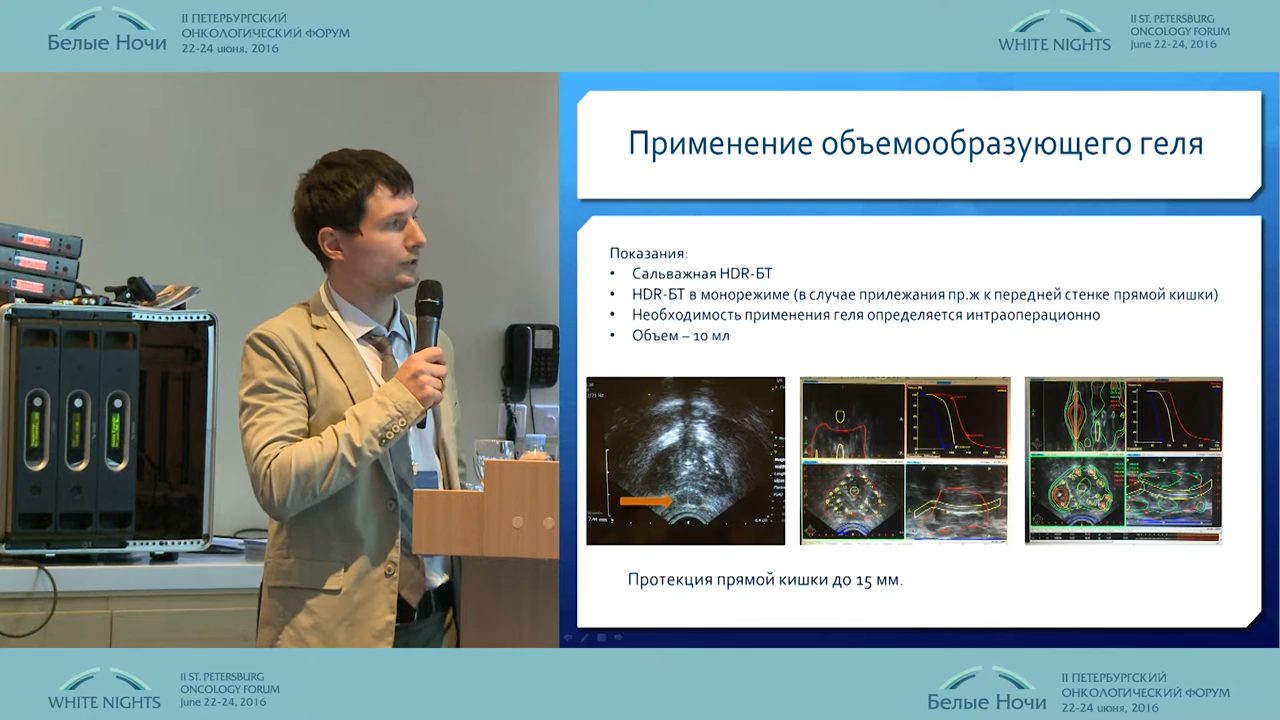 Белые Ночи
II ПЕТЕРБУРГСКИЙ
ОНКОЛОГИЧЕСКИЙ ФОРУМ
22-24 июня, 2016
WHITE NIGHTS
II ST. PETERSBURG
ONCOLOGY FORUM
June 22-24, 2016
Применение объемообразующего геля
Показания:
• Сальважная HDR-БТ
• HDR-БТ в монорежиме (в случае прилежания пр.ж к передней стенке прямой кишки)
• Необходимость применения геля определяется интраоперационно
• Объем – 10 мл
Протекция прямой кишки до 15 мм.
WHITE NIGHTS
II ST. PETERSBURG
ONCOLOGY FORUM
June 22-24, 2016
Белые Ночи
II ПЕТЕРБУРГСКИЙ
ОНКОЛОГИЧЕСКИЙ ФОРУМ
22-24 июня, 2016